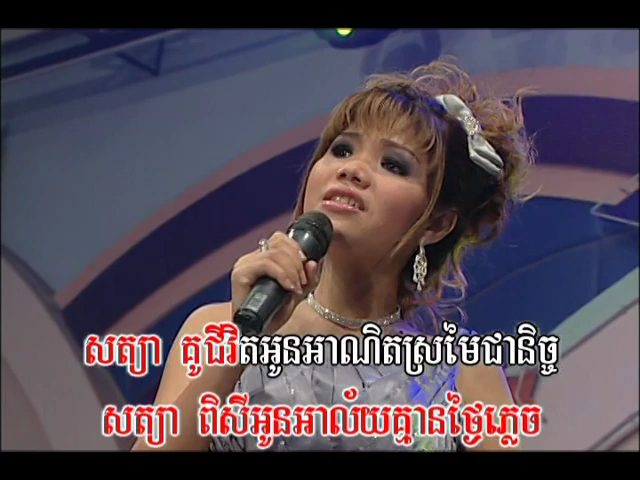 សត្យា គូជីវិតអូនអាណិតស្រមៃជានិច្ច
សត្យា ពិសីអូនអាល័យគ្មានថ្ងៃភ្លេច